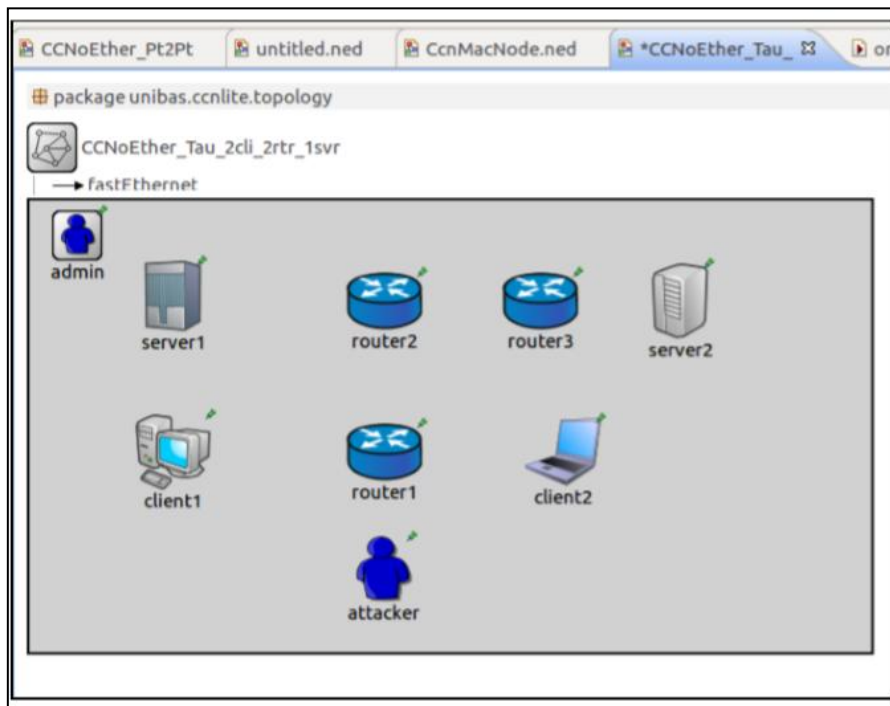 CCNoEther_Pt2Pt untitled.ned CcnMacNode.ned *CCNoEther_Tau_ or
package unibas.ccnlite.topology
CCNoEther_Tau_2cli_2rtr_1svr
fastEthernet
admin
server1 router2 router3 server2
client1 router1 client2
attacker